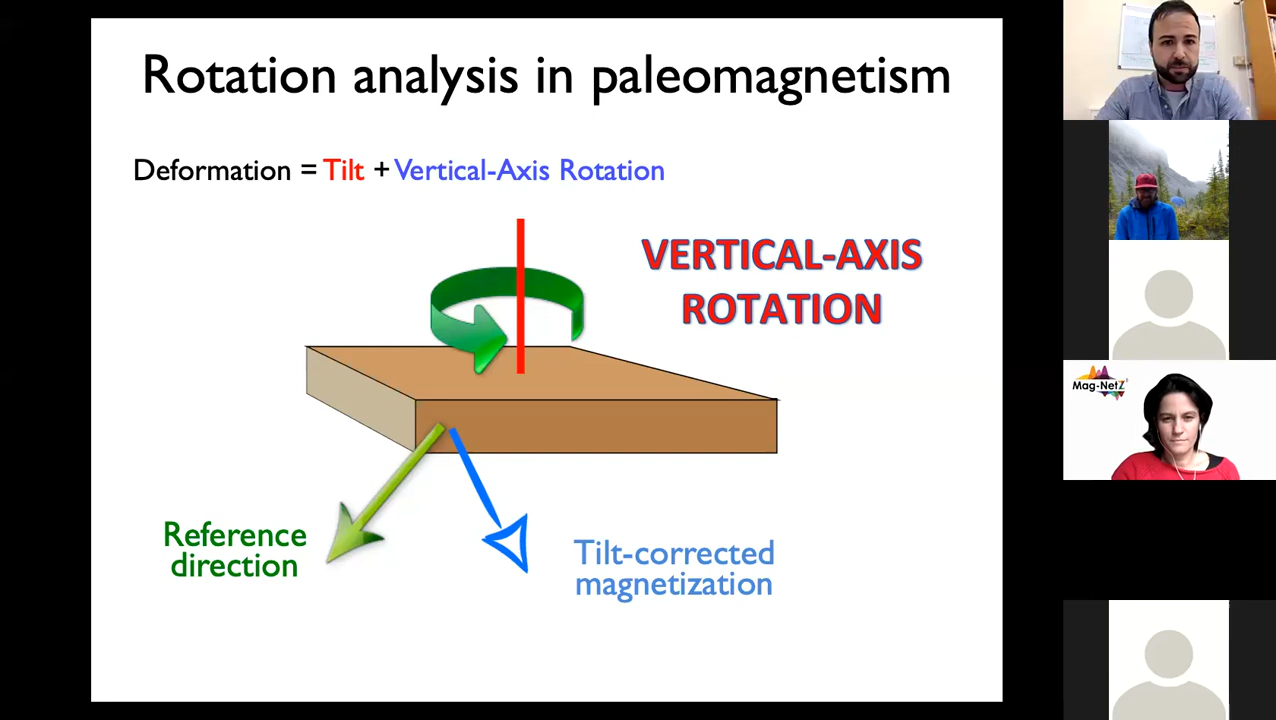 Rotation analysis in paleomagnetism
Deformation = Tilt + Vertical-Axis Rotation
VERTICAL-AXIS
ROTATION
Reference
direction
Tilt-corrected
magnetization
Mag-NetZ